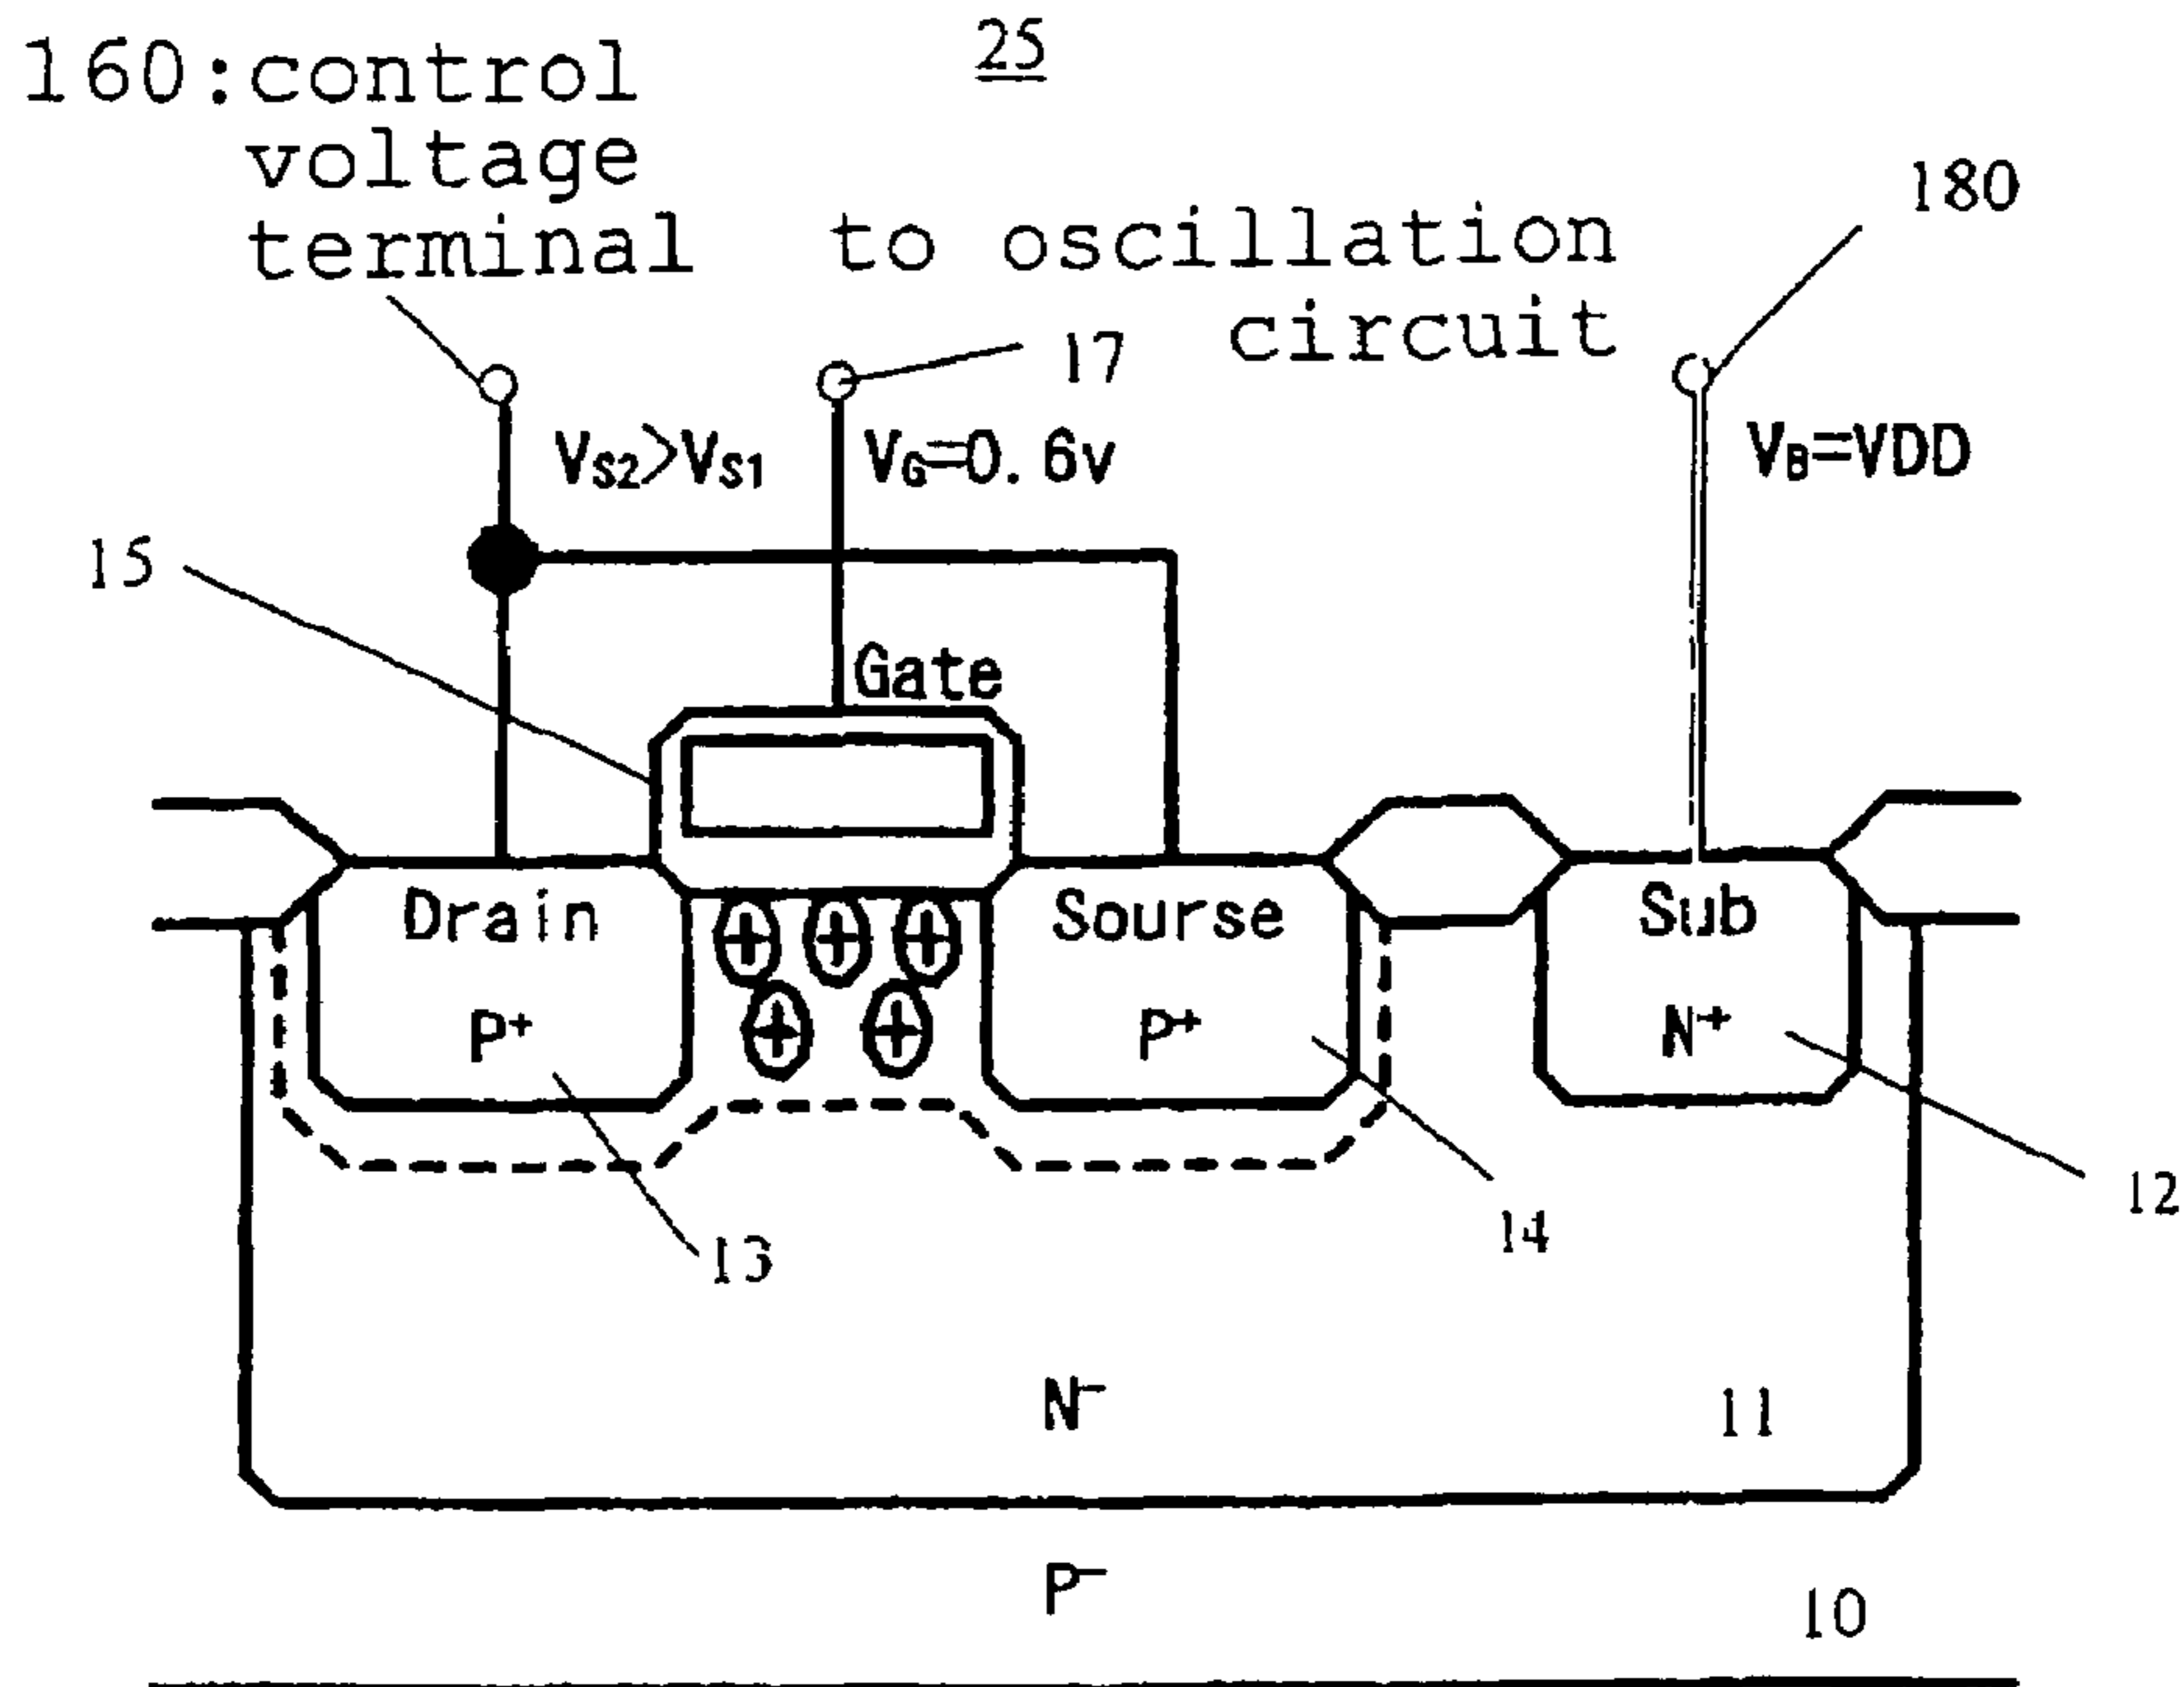 25
160:control
voltage
terminal
to oscillation
circuit
180
17
VS2>VS1
VG=0.6v
VB=VDD
15
Gate
Drain
Sourse
Sub
P+
P+
N+
13
14
12
N-
11
P-
10